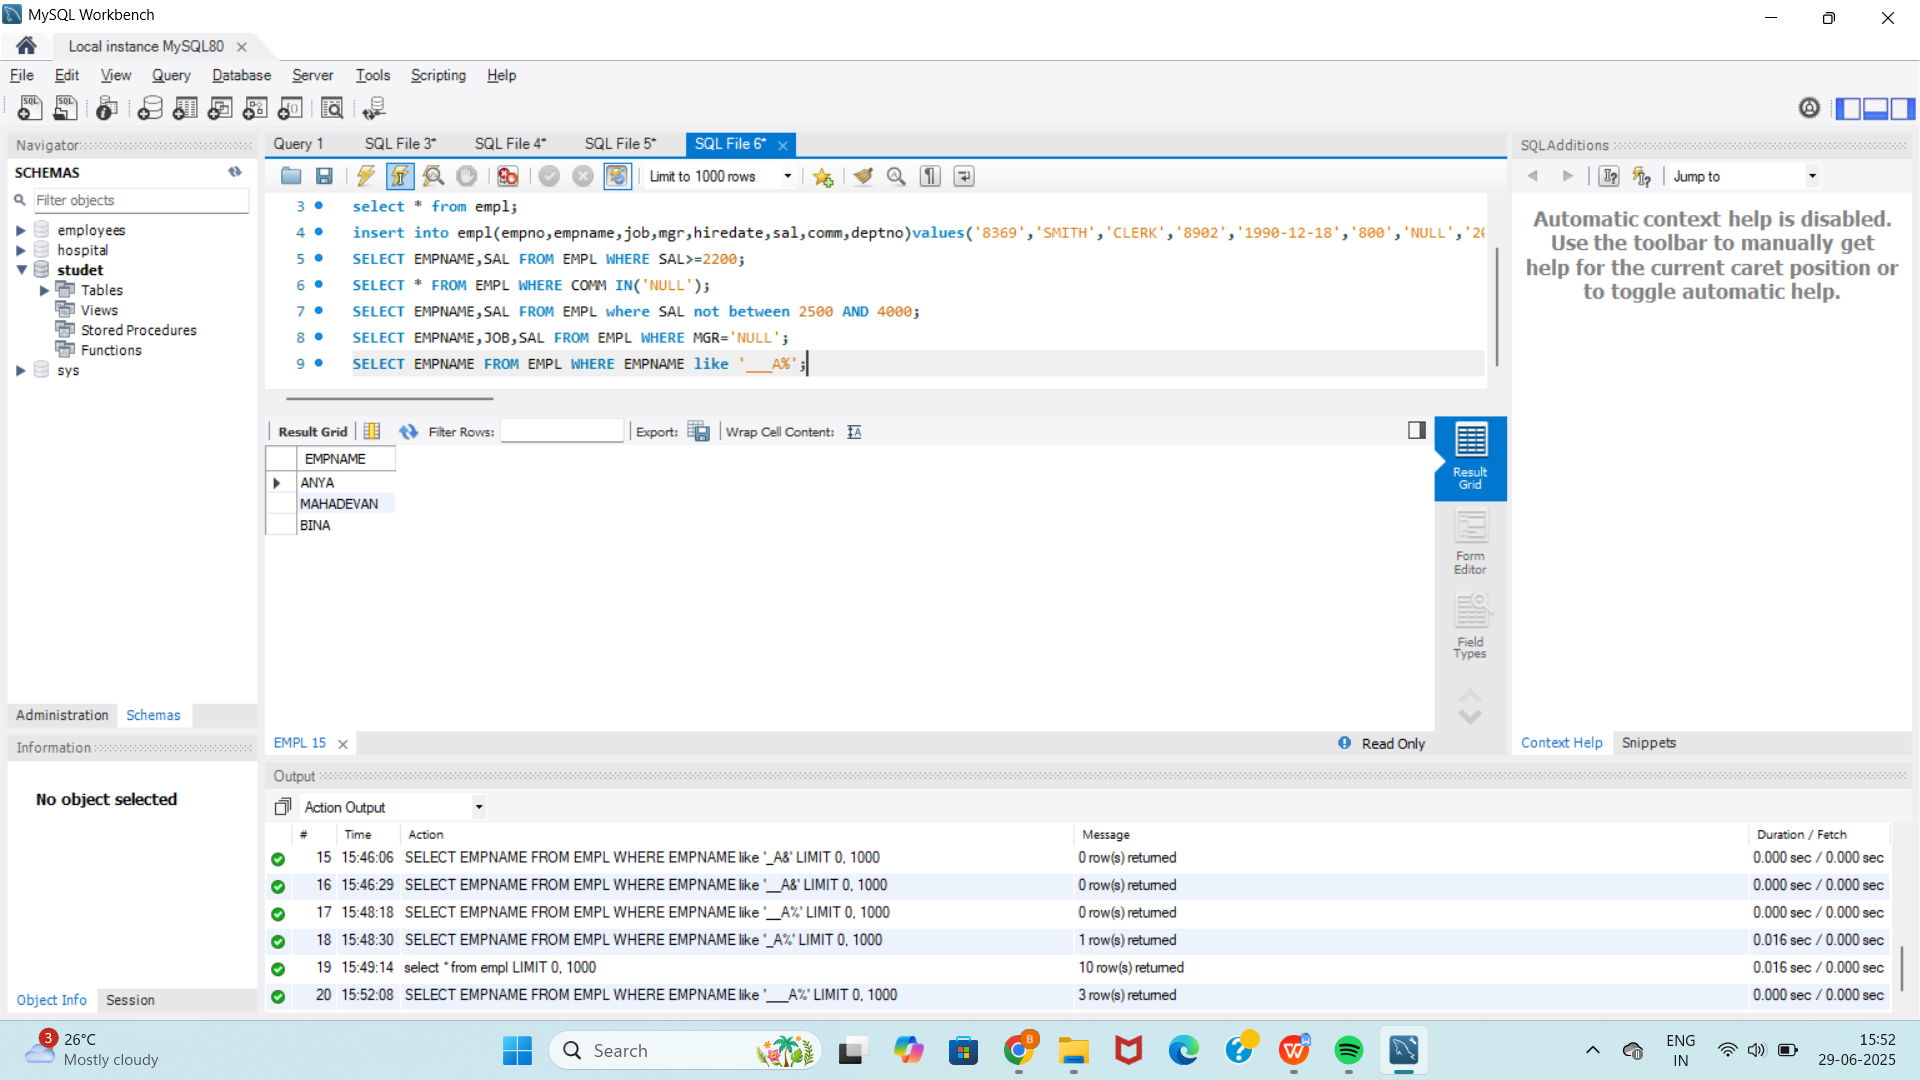 MySQL Workbench
Local instance MySQL80
File Edit View Query Database Server Tools Scripting Help
Navigator
SCHEMAS
Filter objects
employees
hospital
studet
Tables
Views
Stored Procedures
Functions
sys
Administration Schemas
Information
No object selected
Object Info Session
Query 1 SQL File 3* SQL File 4* SQL File 5* SQL File 6*
Limit to 1000 rows
3 select * from empl;
4 insert into empl(empno,empname,job,mgr,hiredate,sal,comm,deptno)values('8369','SMITH','CLERK','8902','1990-12-18','800','NULL','20
5 SELECT EMPNAME,SAL FROM EMPL WHERE SAL>=2200;
6 SELECT * FROM EMPL WHERE COMM IN('NULL');
7 SELECT EMPNAME,SAL FROM EMPL where SAL not between 2500 AND 4000;
8 SELECT EMPNAME,JOB,SAL FROM EMPL WHERE MGR='NULL';
9 SELECT EMPNAME FROM EMPL WHERE EMPNAME like '___A%';
Result Grid Filter Rows: Export: Wrap Cell Content:
EMPNAME
ANYA
MAHADEVAN
BINA
Result Grid
Form Editor
Field Types
EMPL 15
Read Only
SQLAdditions
Jump to
Automatic context help is disabled.
Use the toolbar to manually get
help for the current caret position or
to toggle automatic help.
Context Help Snippets
Output
Action Output
# Time Action Message Duration / Fetch
15 15:46:06 SELECT EMPNAME FROM EMPL WHERE EMPNAME like '_A&' LIMIT 0, 1000 0 row(s) returned 0.000 sec / 0.000 sec
16 15:46:29 SELECT EMPNAME FROM EMPL WHERE EMPNAME like '__A&' LIMIT 0, 1000 0 row(s) returned 0.000 sec / 0.000 sec
17 15:48:18 SELECT EMPNAME FROM EMPL WHERE EMPNAME like '__A%' LIMIT 0, 1000 0 row(s) returned 0.000 sec / 0.000 sec
18 15:48:30 SELECT EMPNAME FROM EMPL WHERE EMPNAME like '_A%' LIMIT 0, 1000 1 row(s) returned 0.016 sec / 0.000 sec
19 15:49:14 select * from empl LIMIT 0, 1000 10 row(s) returned 0.016 sec / 0.000 sec
20 15:52:08 SELECT EMPNAME FROM EMPL WHERE EMPNAME like '___A%' LIMIT 0, 1000 3 row(s) returned 0.000 sec / 0.000 sec
3
26°C
Mostly cloudy
Search
ENG
IN
15:52
29-06-2025